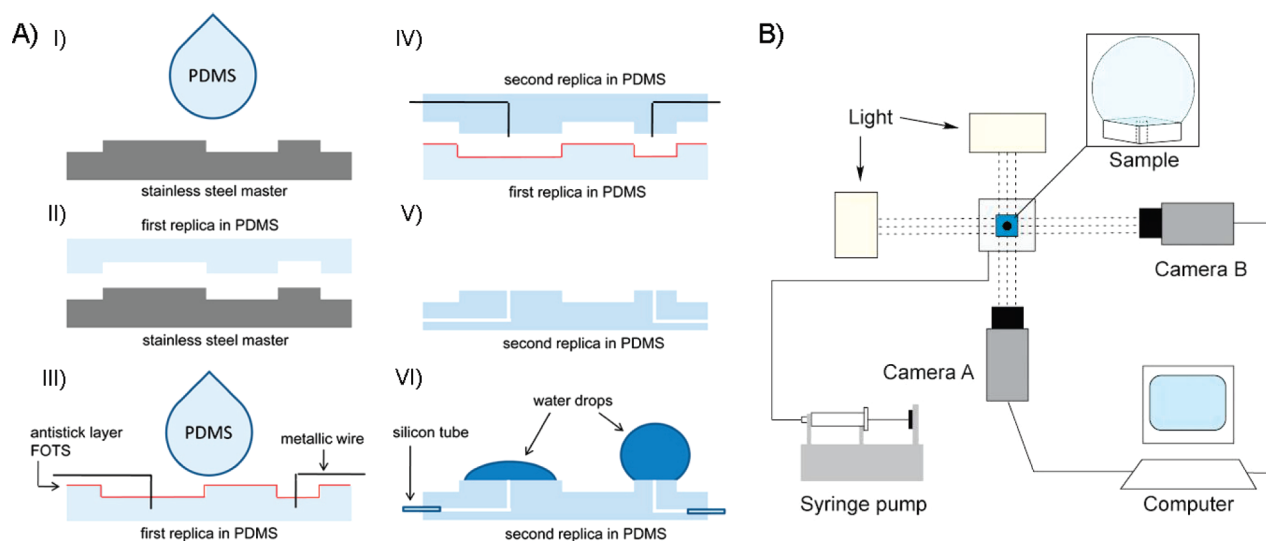 A)
I)
PDMS
stainless steel master
II)
first replica in PDMS
stainless steel master
III)
PDMS
antistick layer
FOTS
metallic wire
first replica in PDMS
IV)
second replica in PDMS
first replica in PDMS
V)
second replica in PDMS
VI)
water drops
silicon tube
second replica in PDMS
B)
Light
Sample
Camera B
Camera A
Syringe pump
Computer